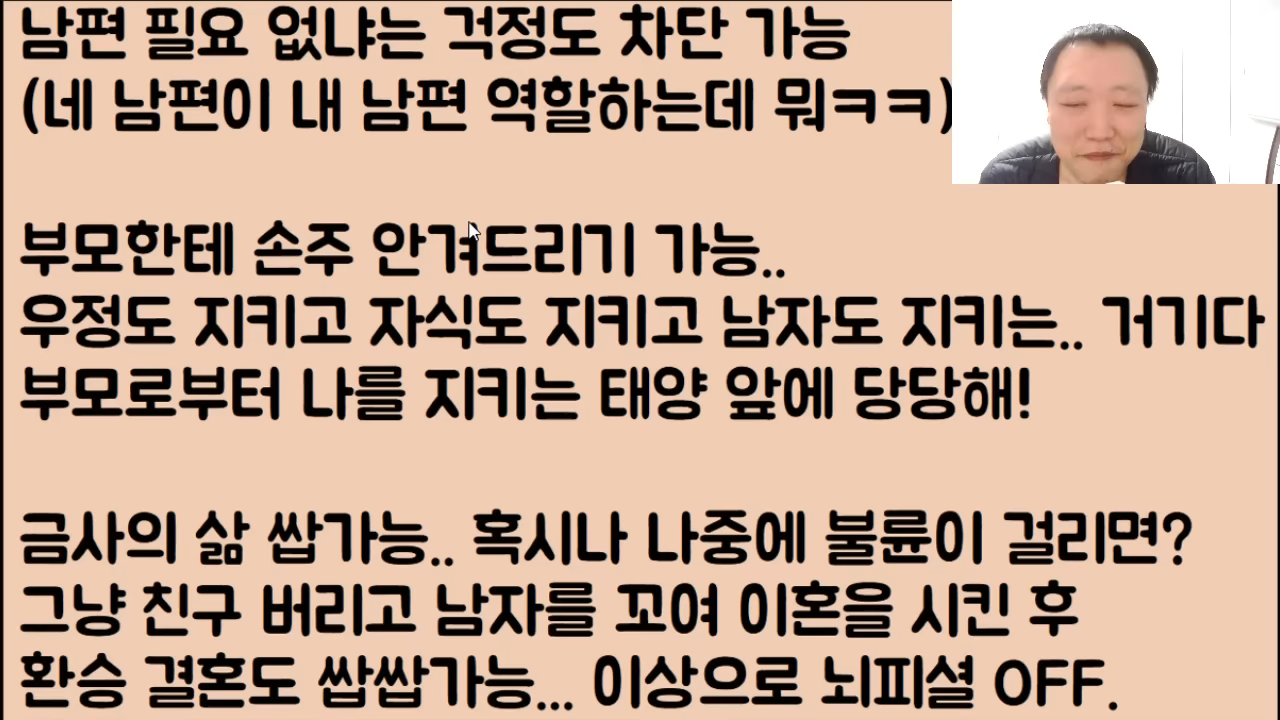 남편 필요 없냐는 걱정도 차단 가능
(네 남편이 내 남편 역할하는데 뭐ㅋㅋ)
부모한테 손주 안겨드리기 가능..
우정도 지키고 자식도 지키고 남자도 지키는.. 거기다
부모로부터 나를 지키는 태양 앞에 당당해!
금사의 삶 쌉가능.. 혹시나 나중에 불륜이 걸리면?
그냥 친구 버리고 남자를 꼬여 이혼을 시킨 후
환승 결혼도 쌉쌉가능... 이상으로 뇌피셜 OFF.